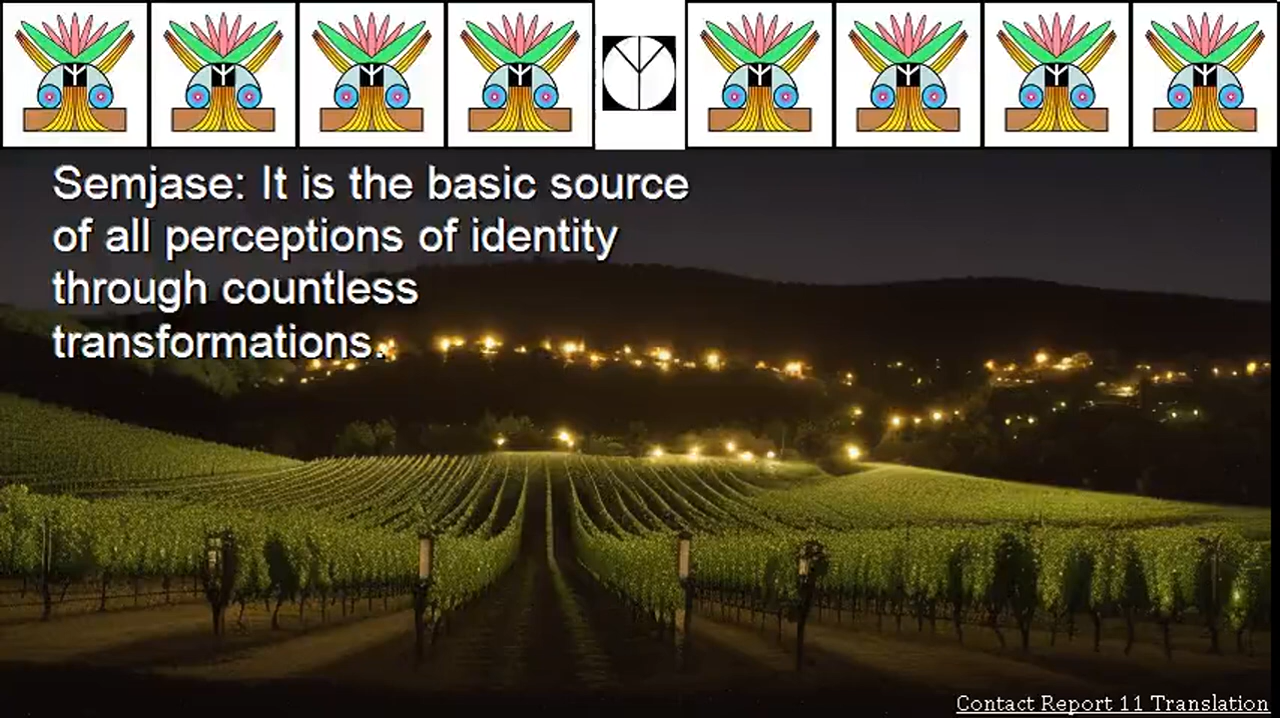 Semjase: It is the basic source
of all perceptions of identity
through countless
transformations.
Contact Report 11 Translation